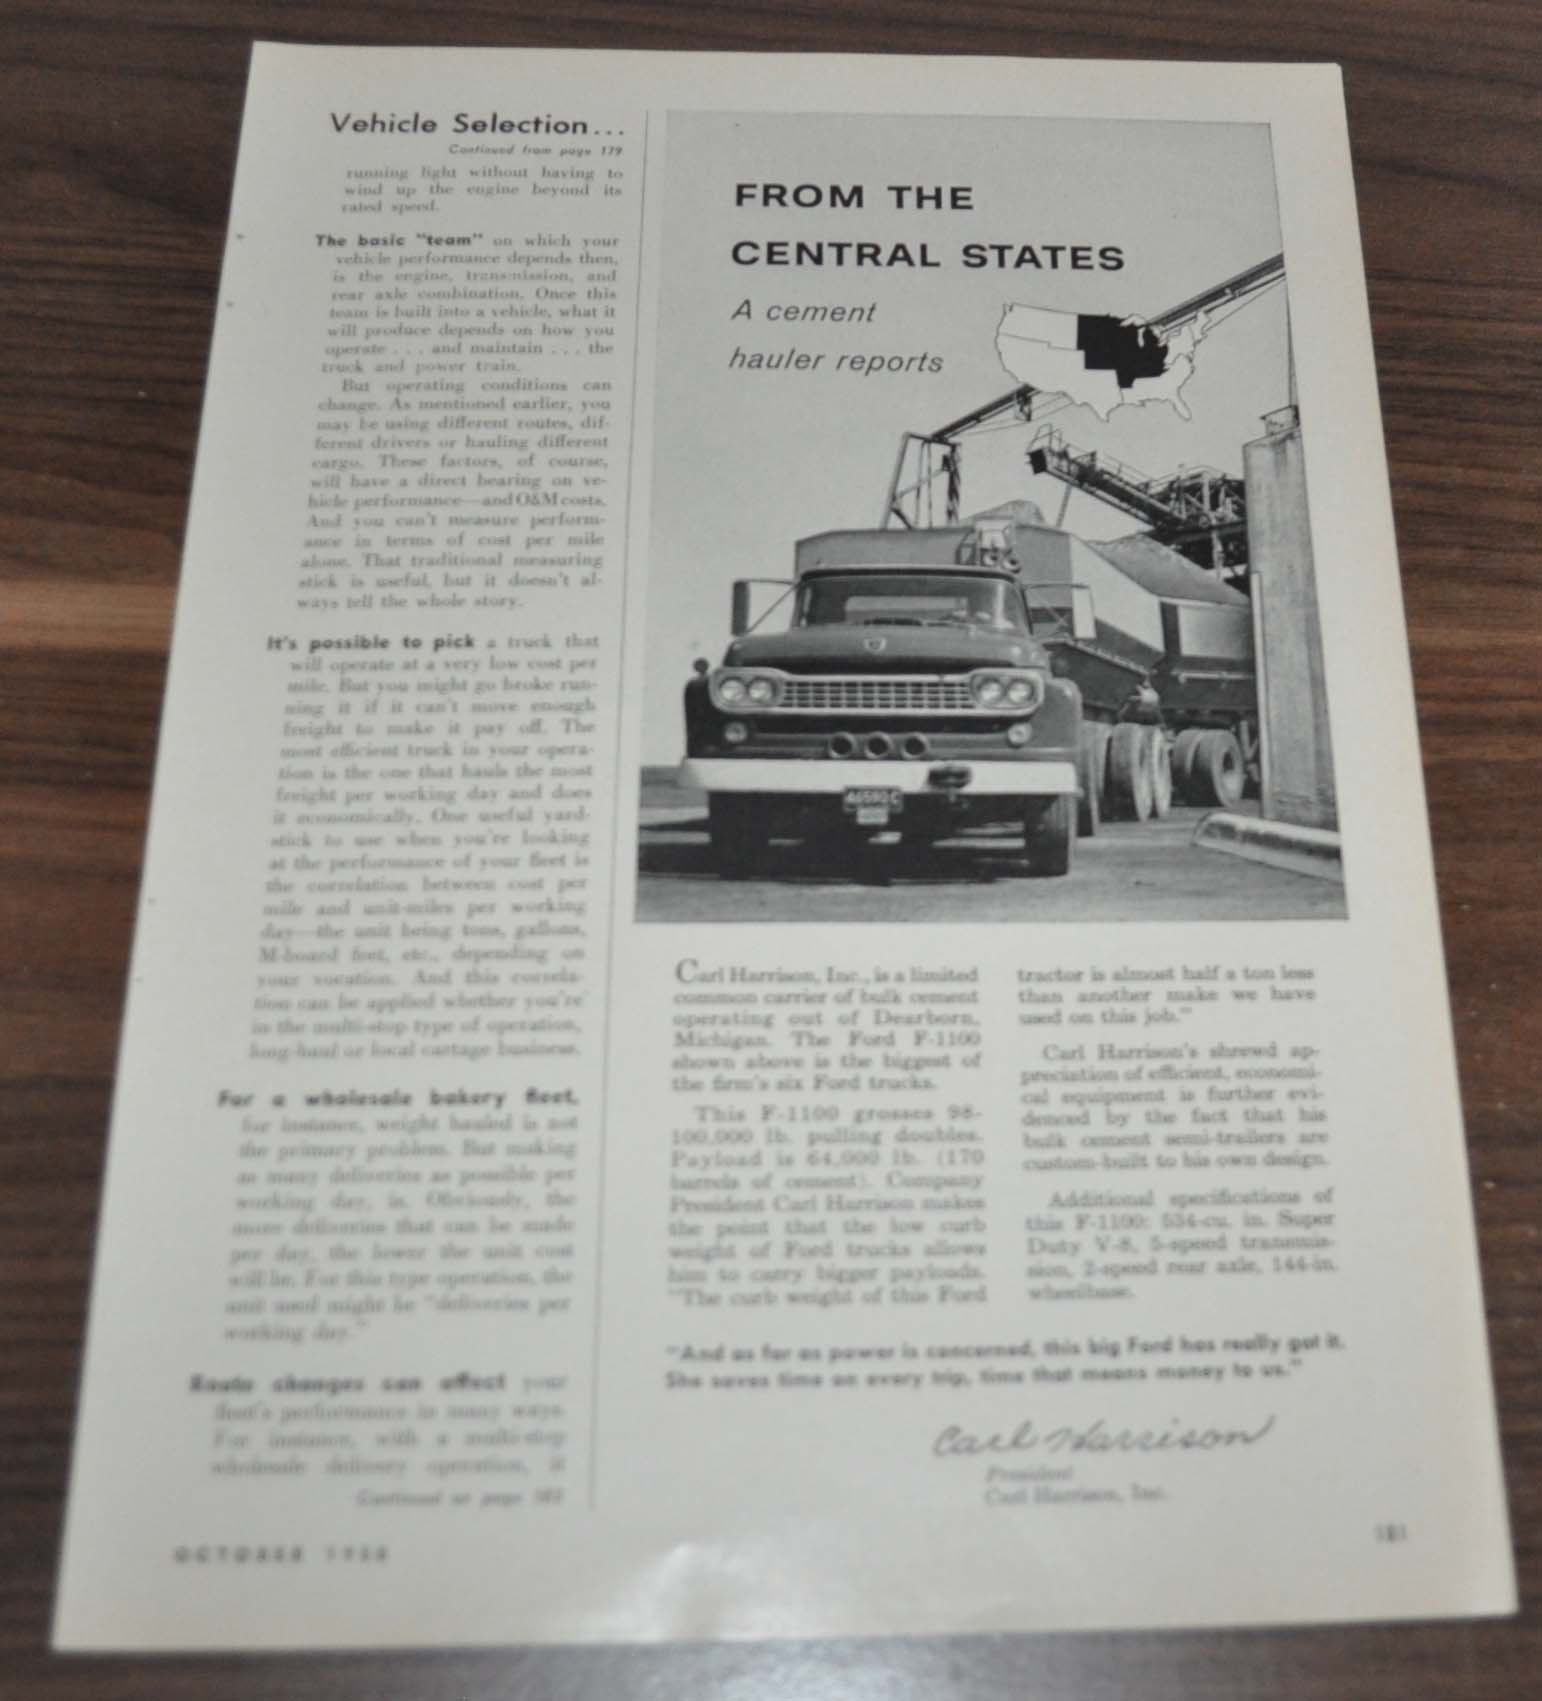 Vehicle Selection...
Continued from page 179
running light without having to
wind up the engine beyond its
rated speed.
The basic "team" on which your
vehicle performance depends then,
is the engine, transmission, and
rear axle combination. Once this
team is built into a vehicle, what it
will produce depends on how you
operate . . . and maintain . . . the
truck and power train.
But operating conditions can
change. As mentioned earlier, you
may be using different routes, dif-
ferent drivers or hauling different
cargo. These factors, of course,
will have a direct bearing on ve-
hicle performance—and O&M costs.
And you can't measure perform-
ance in terms of cost per mile
alone. That traditional measuring
stick is useful, but it doesn't al-
ways tell the whole story.
It's possible to pick a truck that
will operate at a very low cost per
mile. But you might go broke run-
ning it if it can't move enough
freight to make it pay off. The
most efficient truck in your opera-
tion is the one that hauls the most
freight per working day and does
it economically. One useful yard-
stick to use when you're looking
at the performance of your fleet is
the correlation between cost per
mile and unit-miles per working
day—the unit being tons, gallons,
M-board feet, etc., depending on
your vocation. And this correla-
tion can be applied whether you're
in the multi-stop type of operation,
long-haul or local cartage business.
For a wholesale bakery fleet,
for instance, weight hauled is not
the primary problem. But making
as many deliveries as possible per
working day, is. Obviously, the
more deliveries that can be made
per day, the lower the unit cost
will be. For this type operation, the
unit used might be "deliveries per
working day."
Route changes can affect your
fleet's performance in many ways.
For instance, with a multi-stop
wholesale delivery operation, it
Continued on page
OCTOBER
FROM THE
CENTRAL STATES
A cement
hauler reports
Carl Harrison, Inc., is a limited
common carrier of bulk cement
operating out of Dearborn,
Michigan. The Ford F-1100
shown above is the biggest of
the firm's six Ford trucks.
This F-1100 grosses 98-
100,000 lb. pulling doubles.
Payload is 64,000 lb. (170
barrels of cement). Company
President Carl Harrison makes
the point that the low curb
weight of Ford trucks allows
him to carry bigger payloads.
"The curb weight of this Ford
tractor is almost half a ton less
than another make we have
used on this job."
Carl Harrison's shrewd ap-
preciation of efficient, economi-
cal equipment is further evi-
denced by the fact that his
bulk cement semi-trailers are
custom-built to his own design.
Additional specifications of
this F-1100: 534-cu. in. Super
Duty V-8, 5-speed transmis-
sion, 2-speed rear axle, 144-in.
wheelbase.
"And as far as power is concerned, this big Ford has really got it.
She saves time on every trip, time that means money to us."
Carl Harrison
President
Carl Harrison, Inc.
181